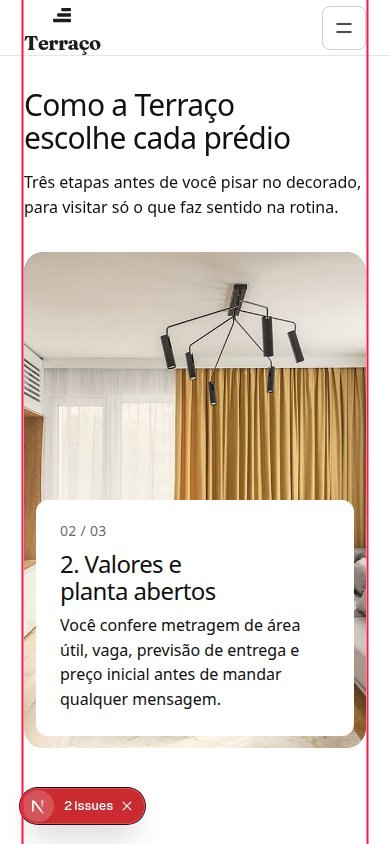 Terraço
Como a Terraço
escolhe cada prédio
Três etapas antes de você pisar no decorado,
para visitar só o que faz sentido na rotina.
02 / 03
2. Valores e
planta abertos
Você confere metragem de área
útil, vaga, previsão de entrega e
preço inicial antes de mandar
qualquer mensagem.
N
2 Issues